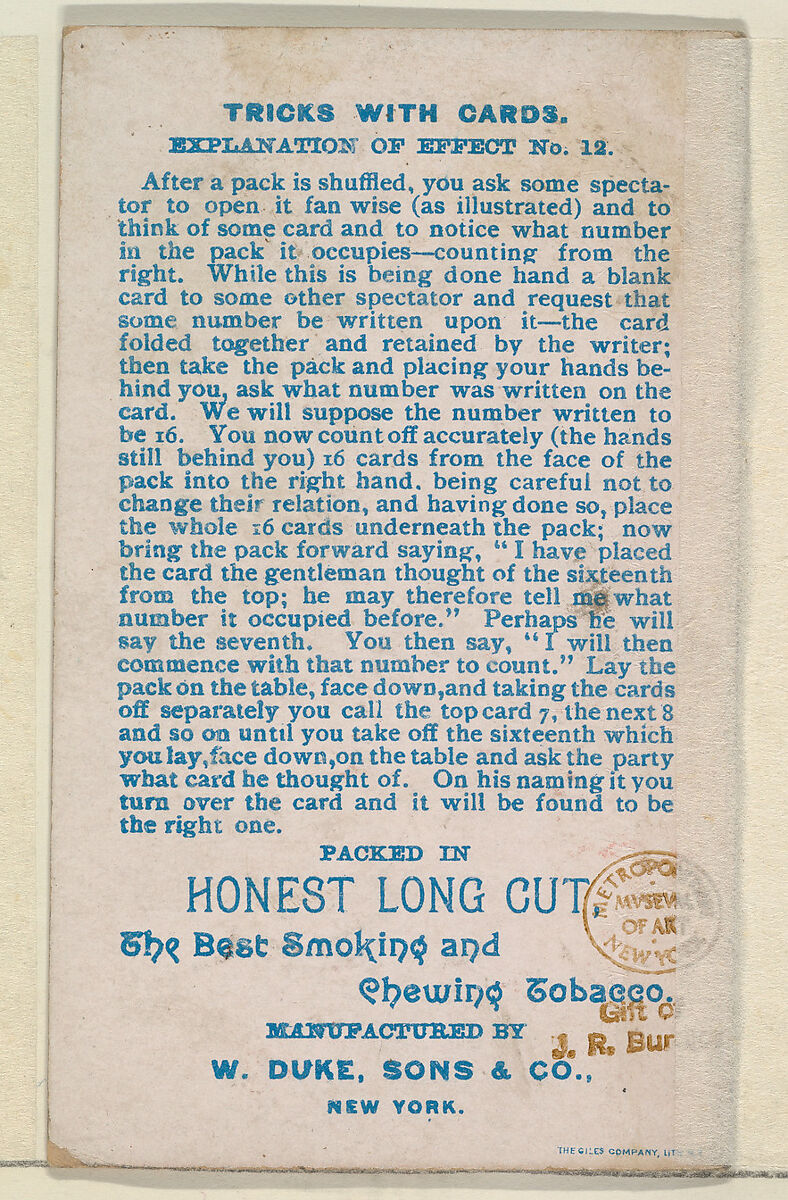 TRICKS WITH CARDS.
EXPLANATION OF EFFECT No. 12.
After a pack is shuffled, you ask some specta-
tor to open it fan wise (as illustrated) and to
think of some card and to notice what number
in the pack it occupies—counting from the
right. While this is being done hand a blank
card to some other spectator and request that
some number be written upon it—the card
folded together and retained by the writer;
then take the pack and placing your hands be-
hind you, ask what number was written on the
card. We will suppose the number written to
be 16. You now count off accurately (the hands
still behind you) 16 cards from the face of the
pack into the right hand. being careful not to
change their relation, and having done so, place
the whole 16 cards underneath the pack; now
bring the pack forward saying, “I have placed
the card the gentleman thought of the sixteenth
from the top; he may therefore tell me what
number it occupied before.” Perhaps he will
say the seventh. You then say, “I will then
commence with that number to count.” Lay the
pack on the table, face down, and taking the cards
off separately you call the top card 7, the next 8
and so on until you take off the sixteenth which
you lay, face down, on the table and ask the party
what card he thought of. On his naming it you
turn over the card and it will be found to be
the right one.
PACKED IN
HONEST LONG CUT,
The Best Smoking and
Chewing Tobacco.
MANUFACTURED BY
W. DUKE, SONS & CO.,
NEW YORK.
THE GILES COMPANY, LITH
METROPO
MVSEVM
OF ART
NEW YO
Gift of
J. R. Bur